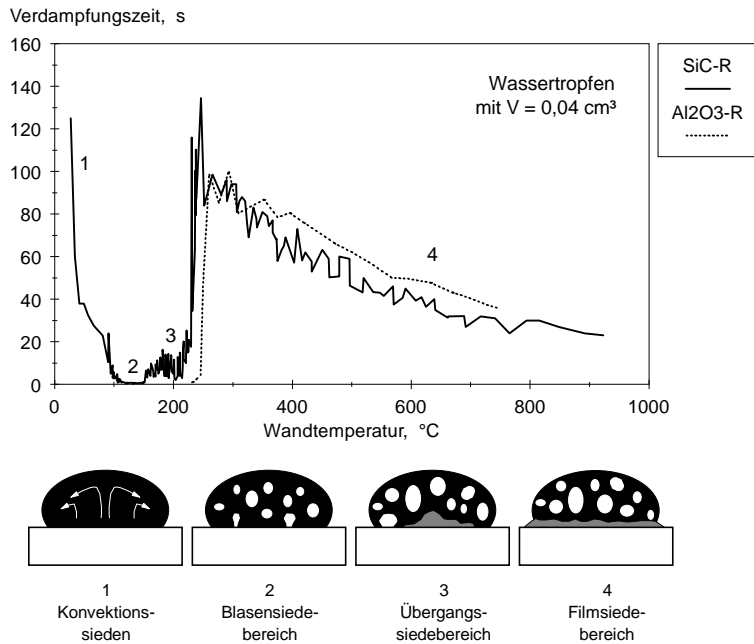 Verdampfungszeit, s
160
140
120
100
80
60
40
20
0
0 200 400 600 800 1000
Wandtemperatur, °C
1
2
3
4
Wassertropfen
mit V = 0,04 cm³
SiC-R
Al2O3-R
1
Konvektions-
sieden
2
Blasensiede-
bereich
3
Übergangs-
siedebereich
4
Filmsiede-
bereich